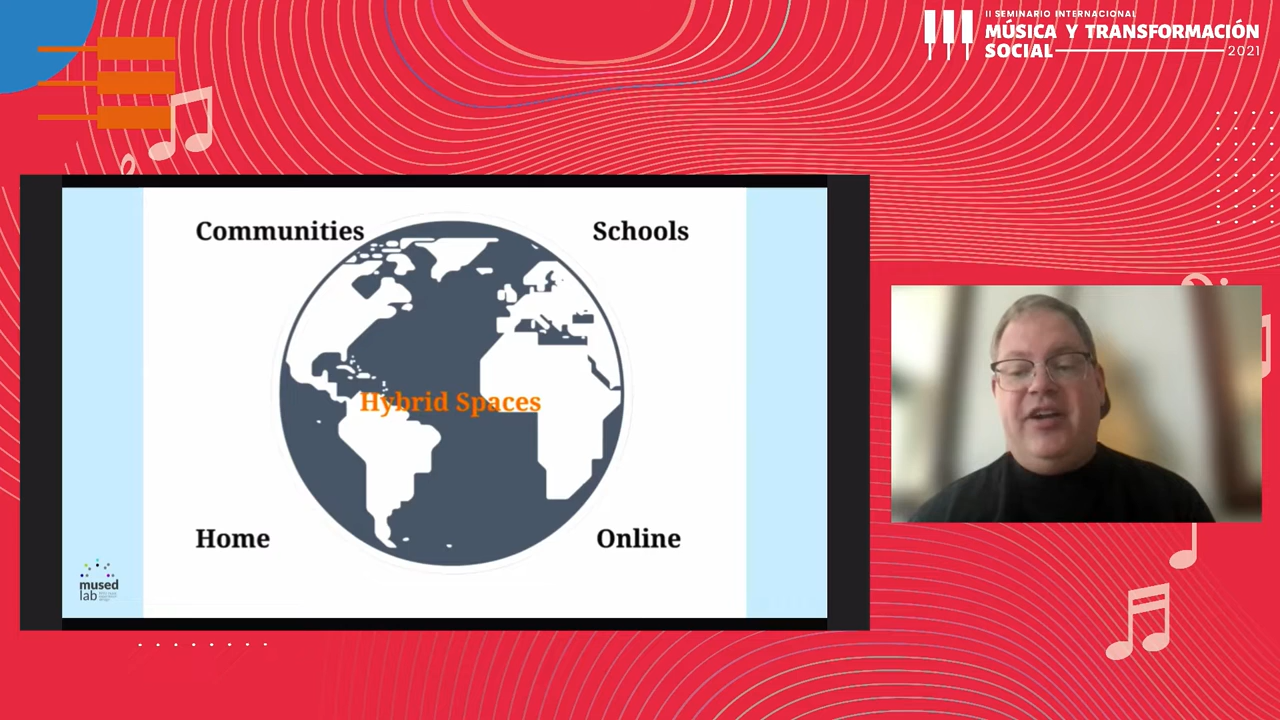 II SEMINARIO INTERNACIONAL
MÚSICA Y TRANSFORMACIÓN
SOCIAL
2021
Communities
Schools
Hybrid Spaces
Home
Online
mused
lab